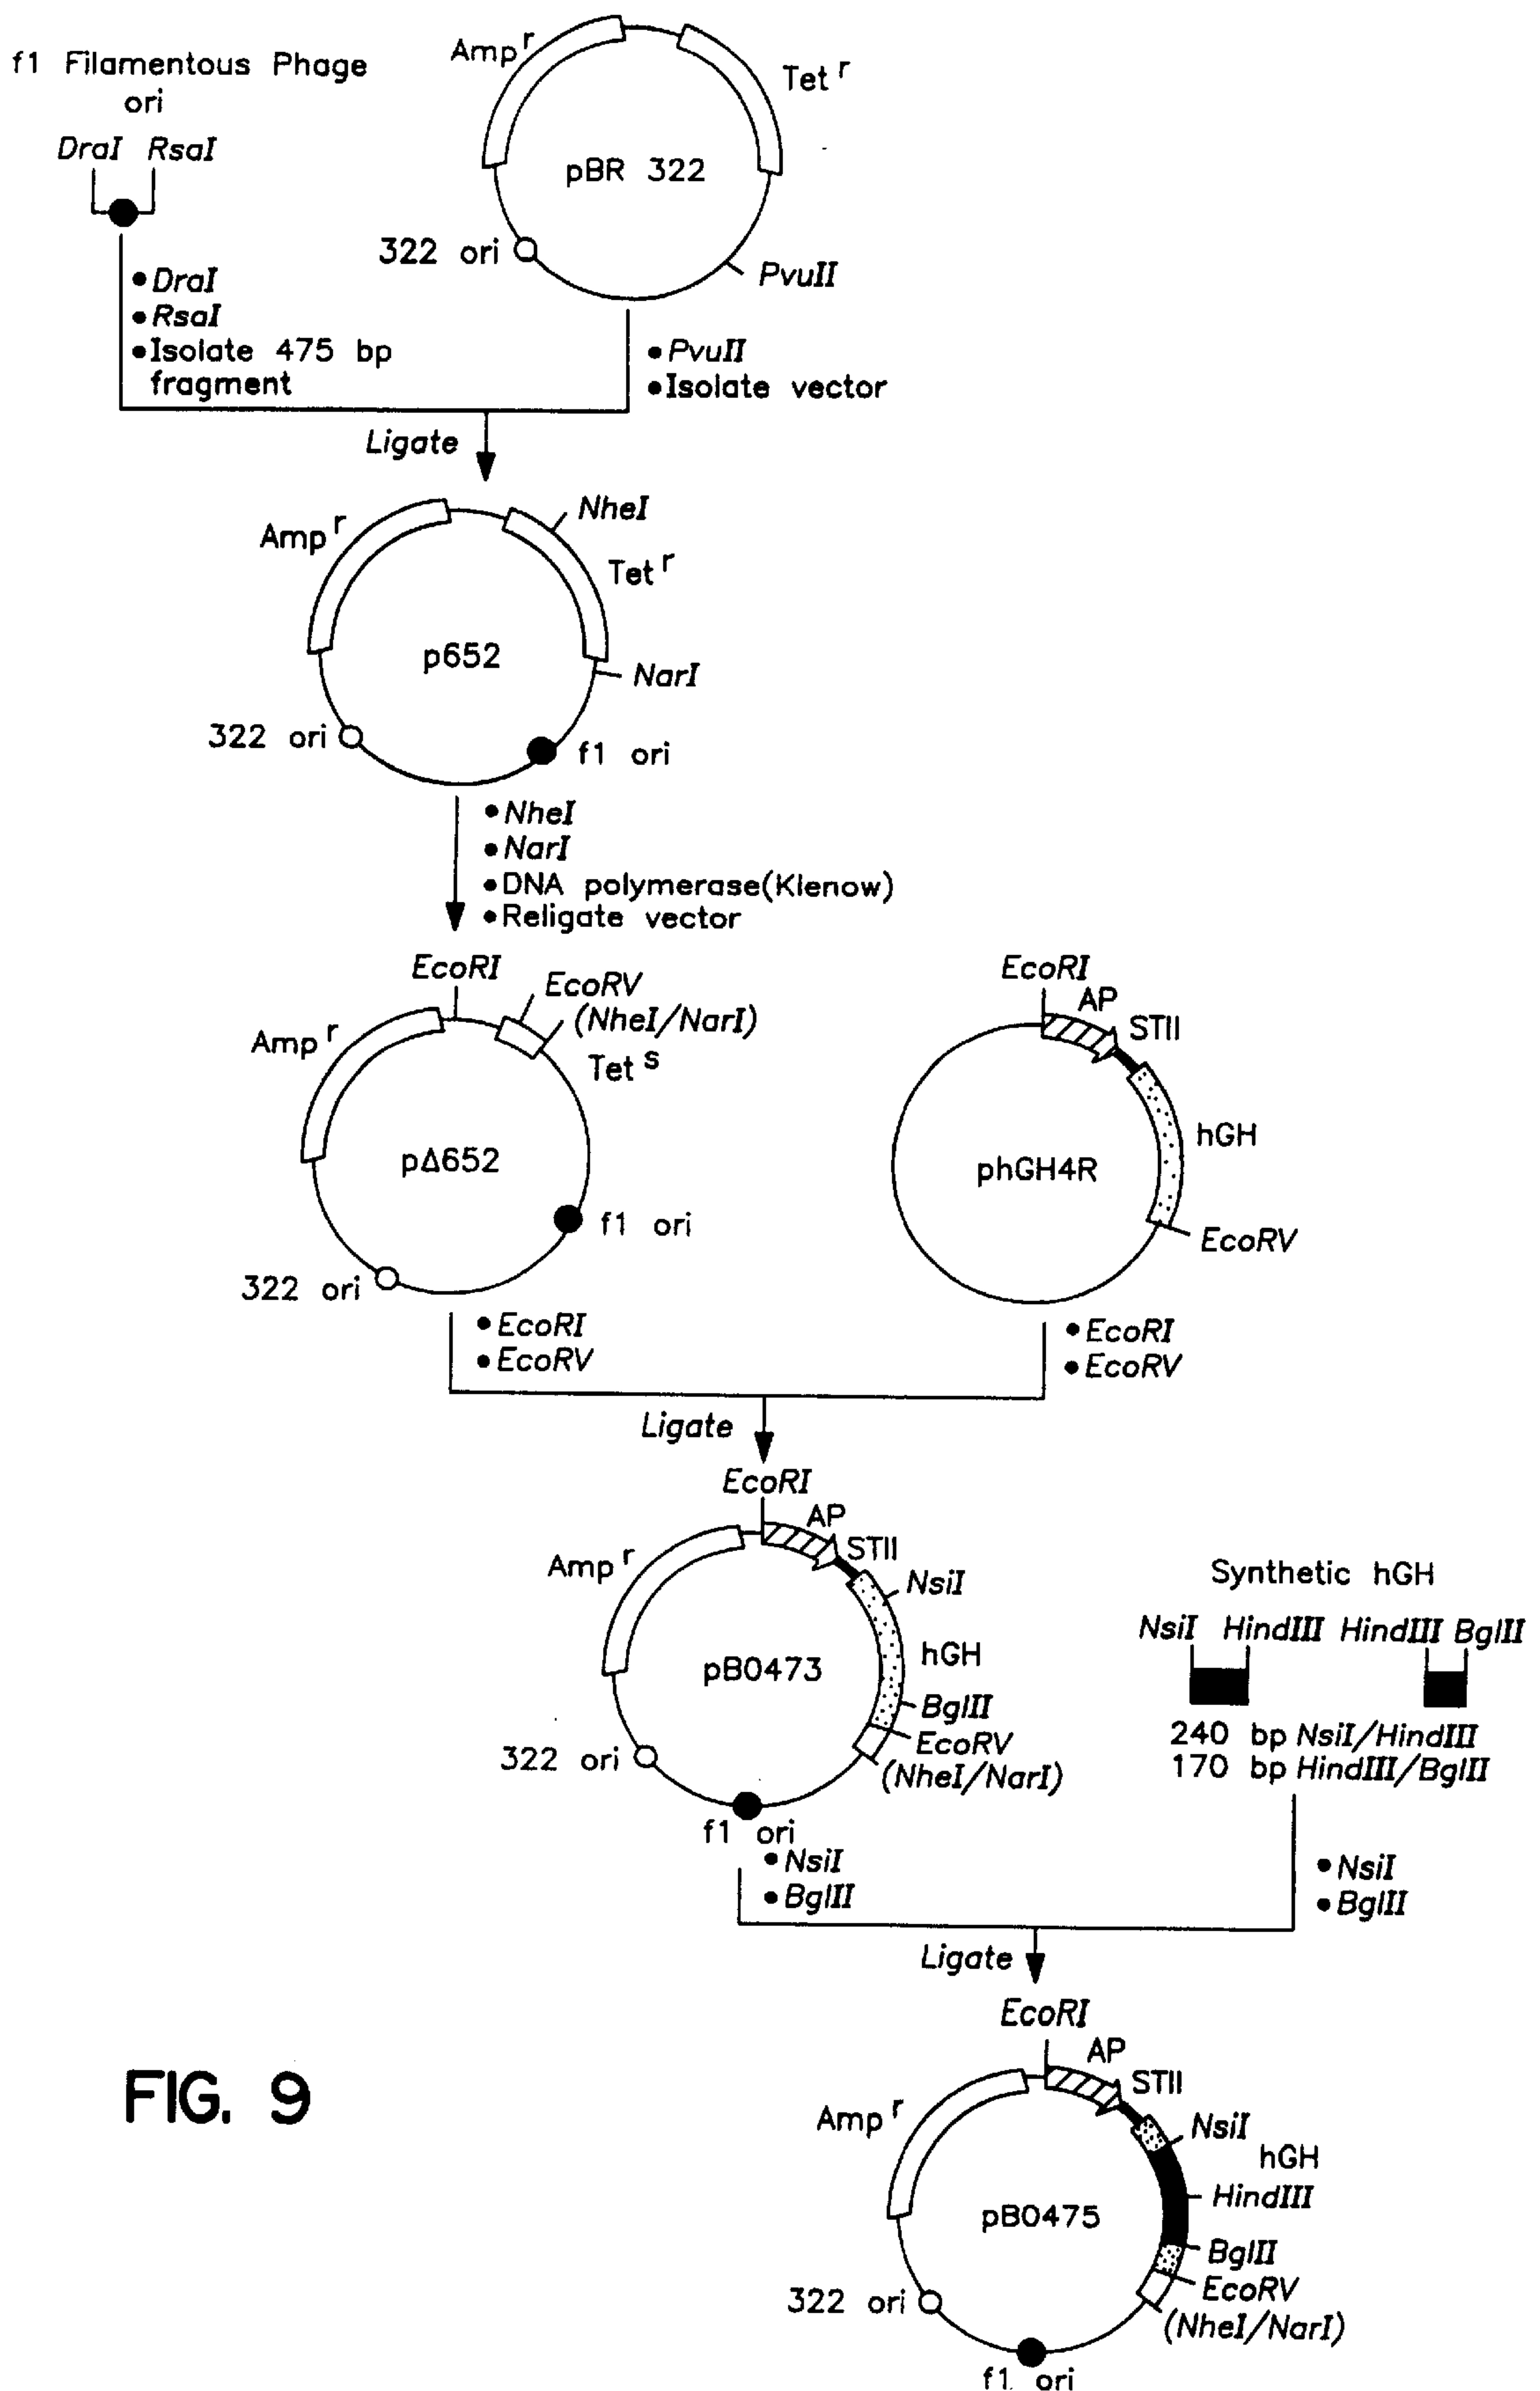 f1 Filamentous Phage
ori
DraI RsaI
Amp r
Tet r
pBR 322
322 ori
PvuII
• DraI
• RsaI
• Isolate 475 bp
fragment
• PvuII
• Isolate vector
Ligate
Amp r
NheI
Tet r
p652
NarI
322 ori
f1 ori
• NheI
• NarI
• DNA polymerase(Klenow)
• Religate vector
EcoRI
EcoRV
(NheI/NarI)
Amp r
Tet s
pΔ652
f1 ori
322 ori
EcoRI
AP
STII
hGH
phGH4R
EcoRV
• EcoRI
• EcoRV
• EcoRI
• EcoRV
Ligate
EcoRI
AP
STII
Amp r
NsiI
hGH
pB0473
BglII
EcoRV
(NheI/NarI)
322 ori
f1 ori
Synthetic hGH
NsiI HindIII HindIII BglII
240 bp NsiI/HindIII
170 bp HindIII/BglII
• NsiI
• BglII
• NsiI
• BglII
Ligate
EcoRI
AP
STII
Amp r
NsiI
hGH
HindIII
pB0475
BglII
EcoRV
(NheI/NarI)
322 ori
f1 ori
FIG. 9